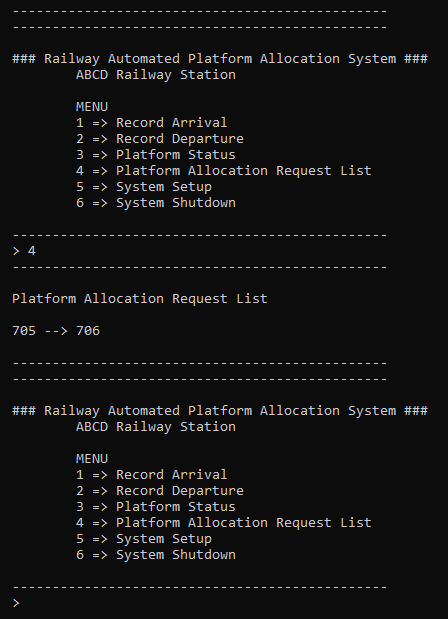 -----------------------------------------------
-----------------------------------------------
### Railway Automated Platform Allocation System ###
ABCD Railway Station
MENU
1 => Record Arrival
2 => Record Departure
3 => Platform Status
4 => Platform Allocation Request List
5 => System Setup
6 => System Shutdown
-----------------------------------------------
> 4
-----------------------------------------------
Platform Allocation Request List
705 --> 706
-----------------------------------------------
-----------------------------------------------
### Railway Automated Platform Allocation System ###
ABCD Railway Station
MENU
1 => Record Arrival
2 => Record Departure
3 => Platform Status
4 => Platform Allocation Request List
5 => System Setup
6 => System Shutdown
-----------------------------------------------
>